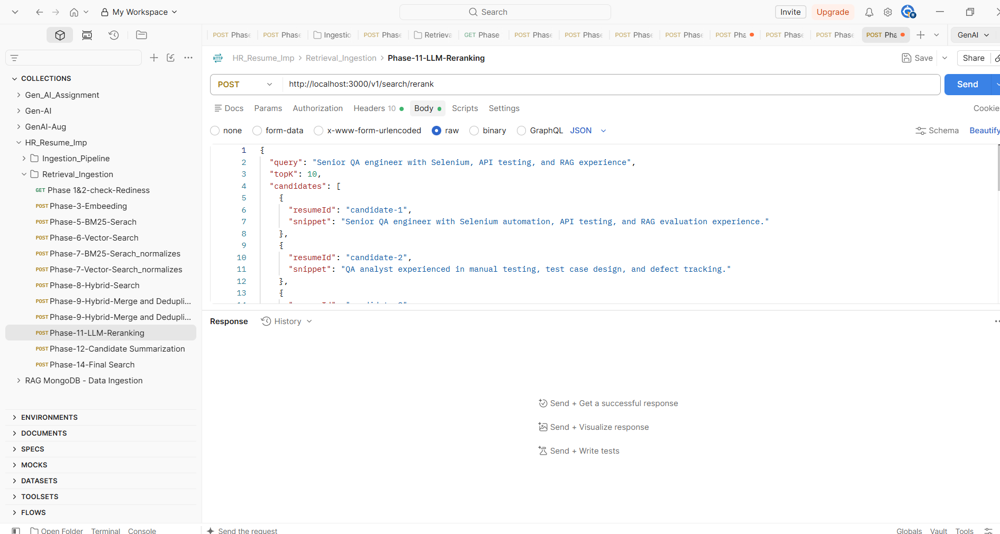 My Workspace
Search
Invite
Upgrade
POST Phase
POST Phase
Ingestio
POST Phase
Retrieva
GET Phase
POST Phase
POST Phase
POST Phase
POST Phase
POST Pha
POST Phase
POST Phase
POST Pha
GenAI
HTTP HR_Resume_Imp > Retrieval_Ingestion > Phase-11-LLM-Reranking
Save
Share
COLLECTIONS
Gen_AI_Assignment
Gen-AI
GenAI-Aug
HR_Resume_Imp
Ingestion_Pipeline
Retrieval_Ingestion
GET Phase 1&2-check-Rediness
POST Phase-3-Embeeding
POST Phase-5-BM25-Serach
POST Phase-6-Vector-Search
POST Phase-7-BM25-Serach_normalizes
POST Phase-7-Vector-Search_normalizes
POST Phase-8-Hybrid-Search
POST Phase-9-Hybrid-Merge and Dedupli...
POST Phase-9-Hybrid-Merge and Dedupli...
POST Phase-11-LLM-Reranking
POST Phase-12-Candidate Summarization
POST Phase-14-Final Search
RAG MongoDB - Data Ingestion
ENVIRONMENTS
DOCUMENTS
SPECS
MOCKS
DATASETS
TOOLSETS
FLOWS
POST http://localhost:3000/v1/search/rerank
Send
Docs Params Authorization Headers 10 Body Scripts Settings
Cookie
none form-data x-www-form-urlencoded raw binary GraphQL JSON
Schema Beautify
1 {
2 "query": "Senior QA engineer with Selenium, API testing, and RAG experience",
3 "topK": 10,
4 "candidates": [
5 {
6 "resumeId": "candidate-1",
7 "snippet": "Senior QA engineer with Selenium automation, API testing, and RAG evaluation experience."
8 },
9 {
10 "resumeId": "candidate-2",
11 "snippet": "QA analyst experienced in manual testing, test case design, and defect tracking."
12 },
13 {
Response History
Send + Get a successful response
Send + Visualize response
Send + Write tests
Open Folder Terminal Console
Send the request
Globals Vault Tools